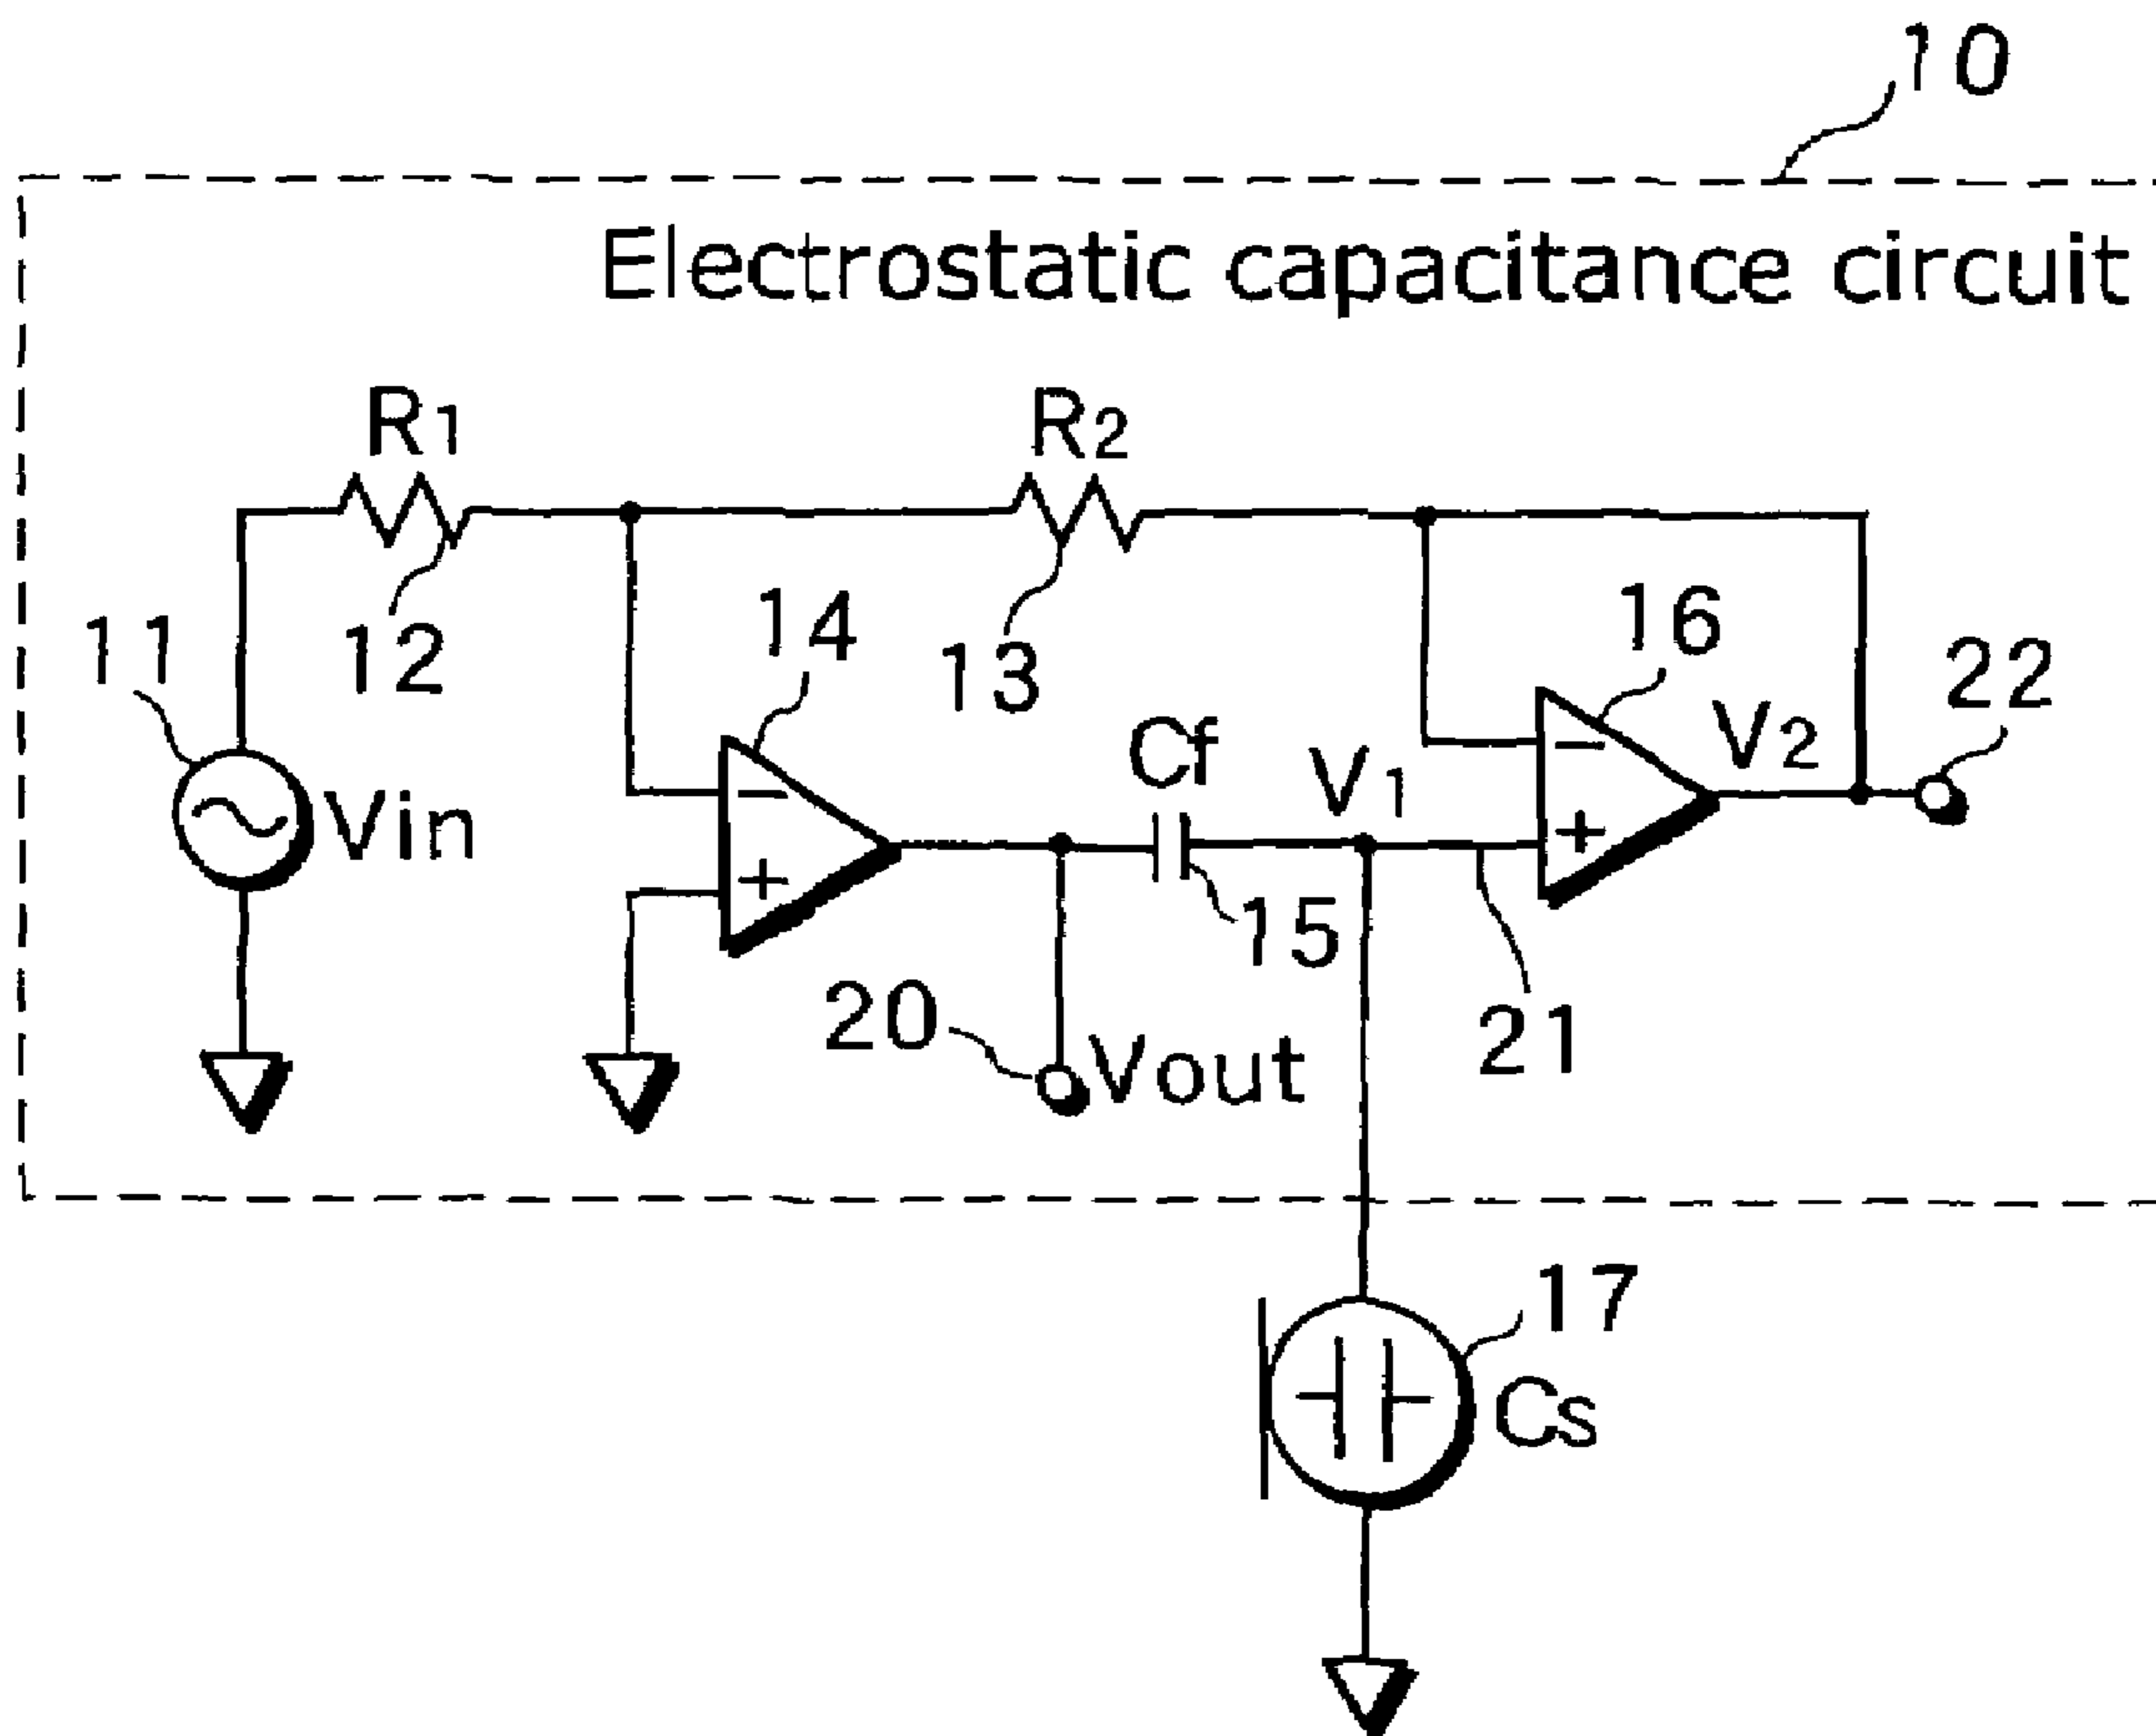 10
Electrostatic capacitance circuit
R1
R2
11
12
14
13
16
22
Cf
V1
V2
Vin
−
+
−
+
15
20
Vout
21
17
Cs